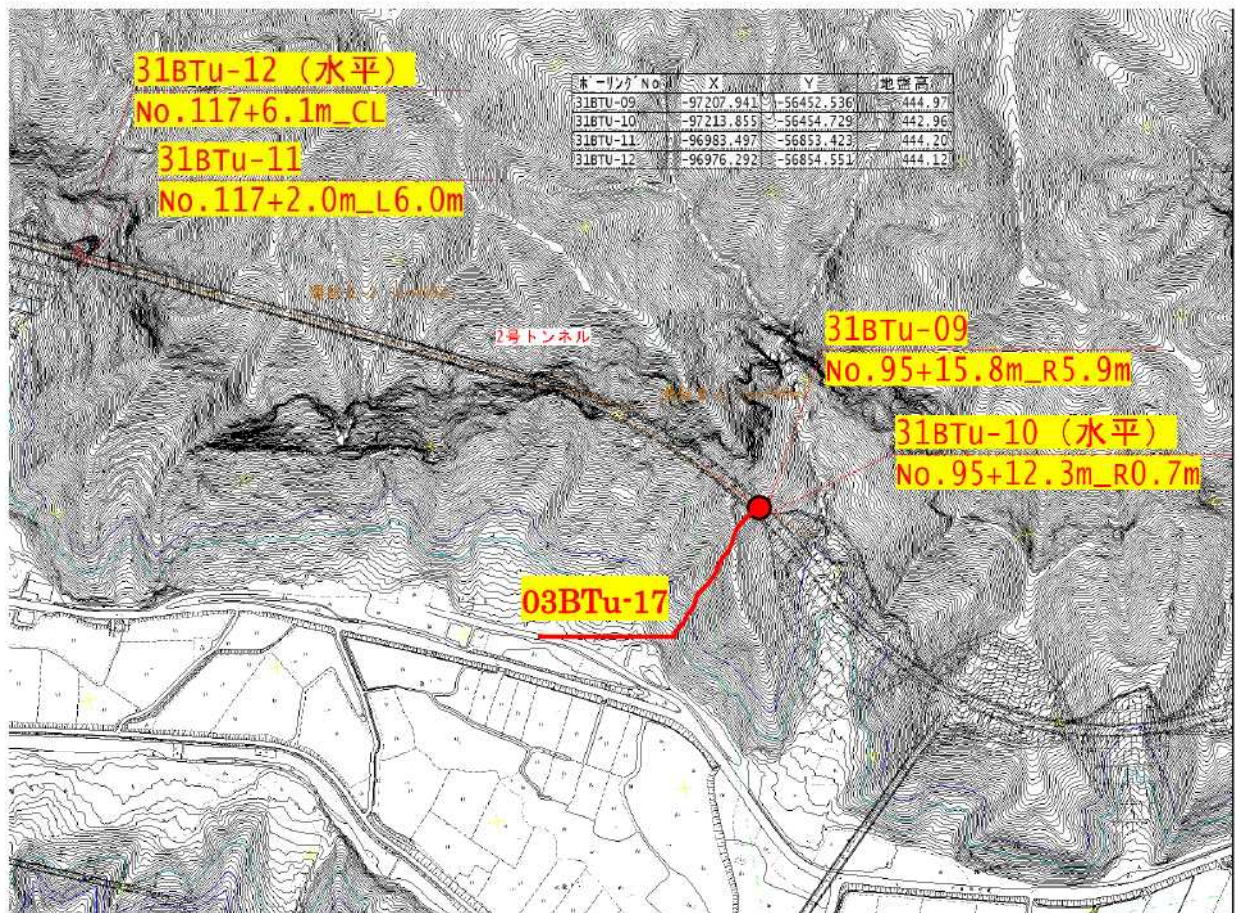 31BTu-12 (水平)
No.117+6.1m_CL
31BTu-11
No.117+2.0m_L6.0m
ボーリングNo X Y 地盤高
31BTU-09 -97207.941 -56452.536 444.97
31BTU-10 -97213.855 -56454.729 442.96
31BTU-11 -96983.497 -56853.423 444.20
31BTU-12 -96976.292 -56854.551 444.12
2号トンネル
31BTu-09
No.95+15.8m_R5.9m
31BTu-10 (水平)
No.95+12.3m_R0.7m
03BTu-17